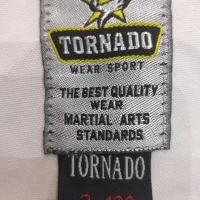 TORNADO
WEAR SPORT
THE BEST QUALITY
WEAR
MARTIAL ARTS
STANDARDS
TORNADO